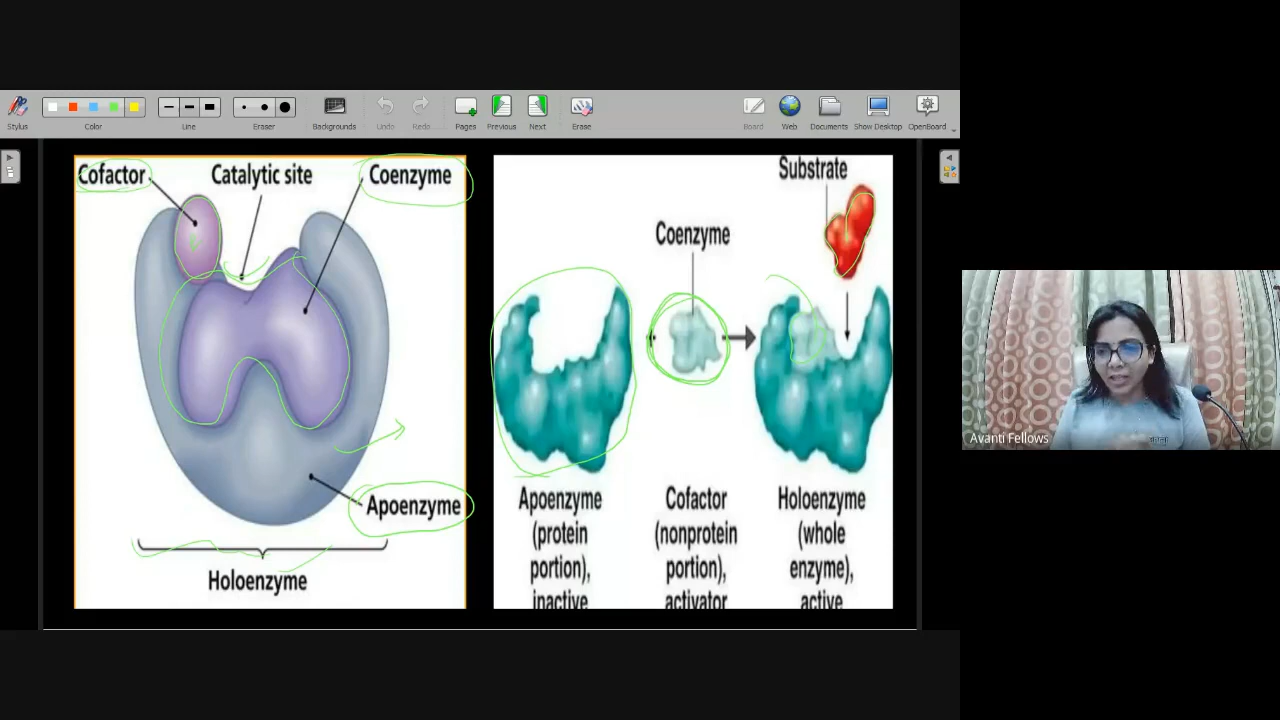 Stylus
Color
Line
Eraser
Backgrounds
Undo
Redo
Pages
Previous
Next
Erase
Board
Web
Documents
Show Desktop
OpenBoard
Cofactor
Catalytic site
Coenzyme
Apoenzyme
Holoenzyme
Substrate
Coenzyme
Apoenzyme
(protein
portion),
inactive
Cofactor
(nonprotein
portion),
activator
Holoenzyme
(whole
enzyme),
active
Avanti Fellows